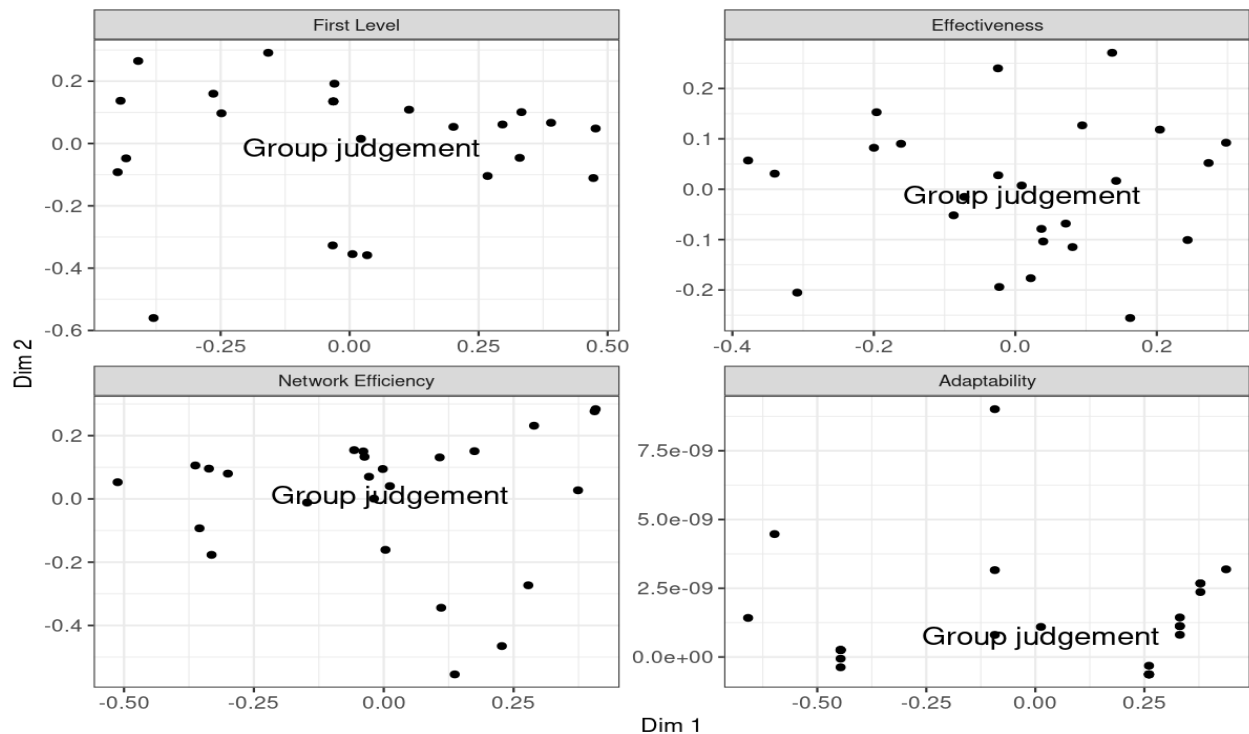 First Level
Effectiveness
0.2
0.0
-0.2
-0.4
-0.6
Group judgement
-0.25
0.00
0.25
0.50
0.2
0.1
0.0
-0.1
-0.2
Group judgement
-0.4
-0.2
0.0
0.2
Dim 2
Network Efficiency
Adaptability
0.2
0.0
-0.2
-0.4
Group judgement
-0.50
-0.25
0.00
0.25
7.5e-09
5.0e-09
2.5e-09
0.0e+00
Group judgement
-0.50
-0.25
0.00
0.25
Dim 1